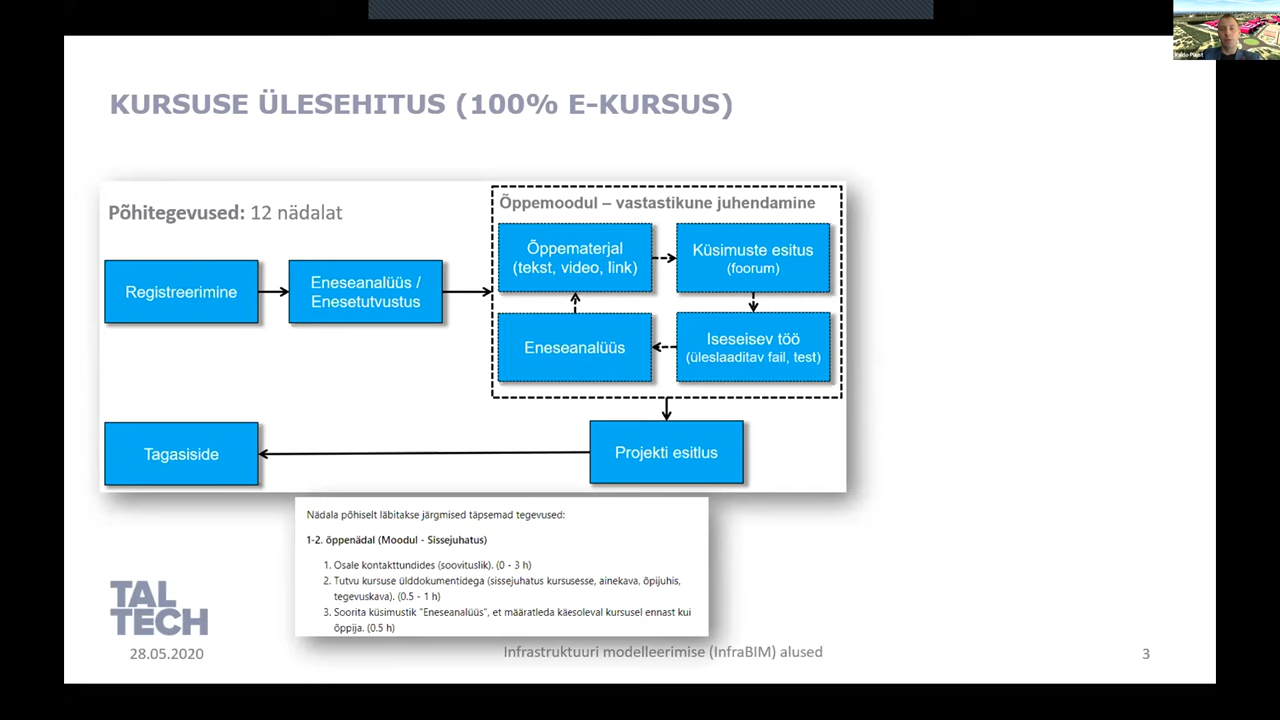 KURSUSE ÜLESEHITUS (100% E-KURSUS)
Põhitegevused: 12 nädalat
Registreerimine
Eneseanalüüs /
Enesetutvustus
Õppemoodul – vastastikune juhendamine
Õppematerjal
(tekst, video, link)
Küsimuste esitus
(foorum)
Eneseanalüüs
Iseseisev töö
(üleslaaditav fail, test)
Tagasiside
Projekti esitlus
Nädala põhiselt läbitakse järgmised täpsemad tegevused:
1-2. õppenädal (Moodul - Sissejuhatus)
1. Osale kontakttundides (soovituslik). (0 - 3 h)
2. Tutvu kursuse ülddokumentidega (sissejuhatus kursusesse, ainekava, õpijuhis,
tegevuskava). (0.5 - 1 h)
3. Soorita küsimustik "Eneseanalüüs", et määratleda käesoleval kursusel ennast kui
õppija. (0.5 h)
TAL
TECH
28.05.2020
Infrastruktuuri modelleerimise (InfraBIM) alused
3